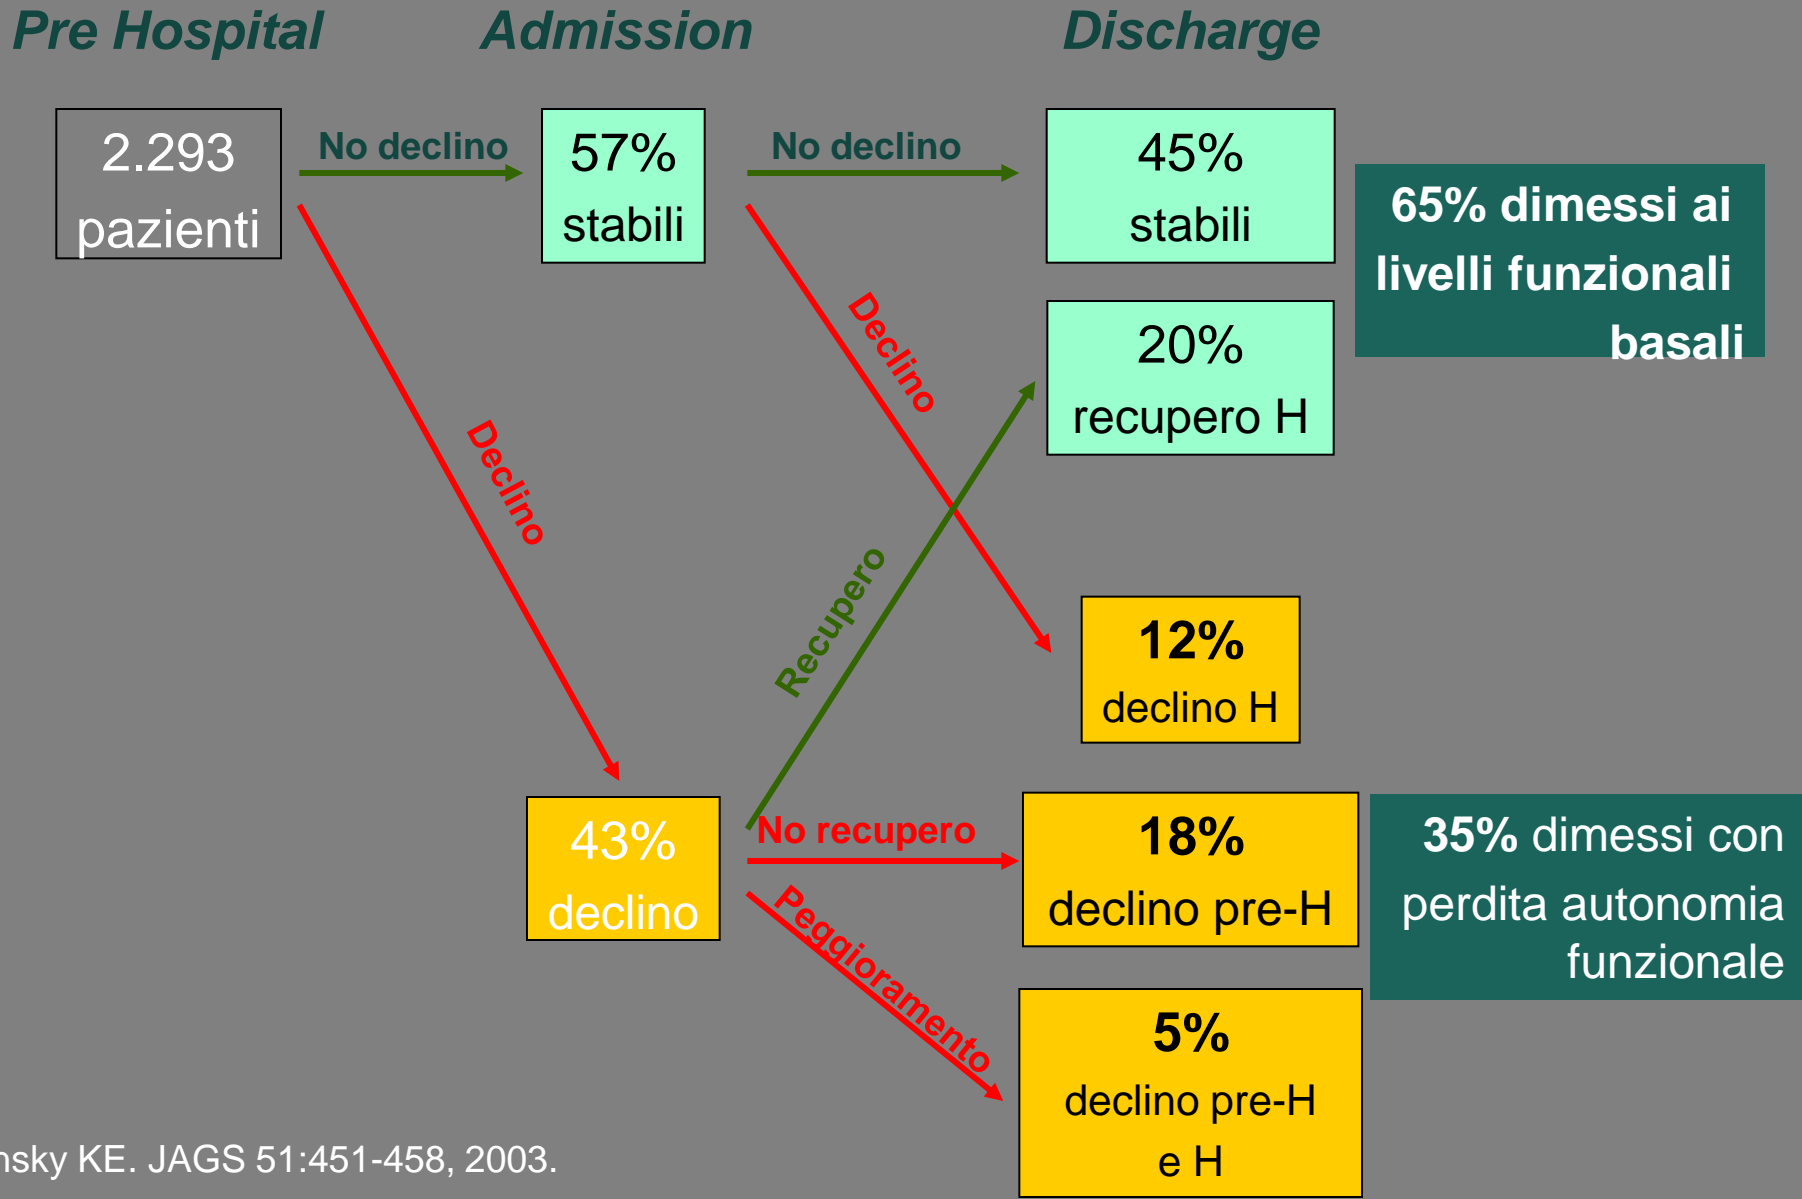 Pre Hospital
Admission
Discharge
2.293
pazienti
No declino
57%
stabili
No declino
45%
stabili
65% dimessi ai
livelli funzionali
basali
Declino
20%
recupero H
Declino
Recupero
12%
declino H
43%
declino
No recupero
18%
declino pre-H
35% dimessi con
perdita autonomia
funzionale
Peggioramento
5%
declino pre-H
e H
KE. JAGS 51:451-458, 2003.